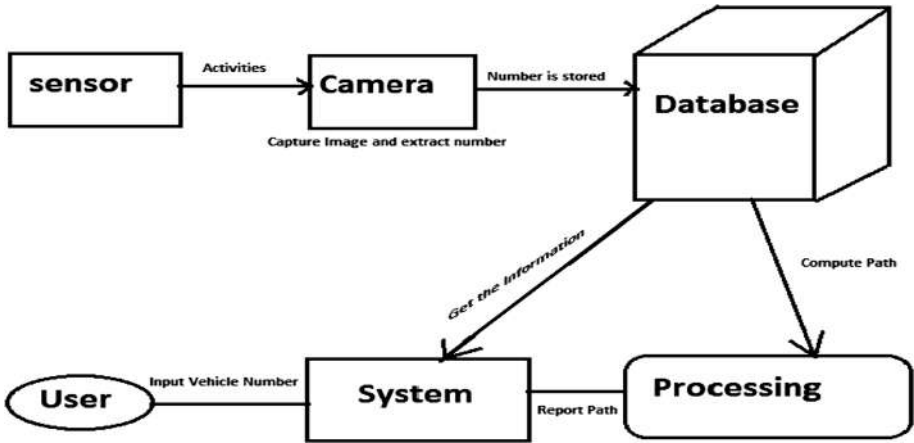 sensor
Activities
Camera
Number is stored
Database
Capture Image and extract number
Get the Information
Compute Path
User
Input Vehicle Number
System
Report Path
Processing